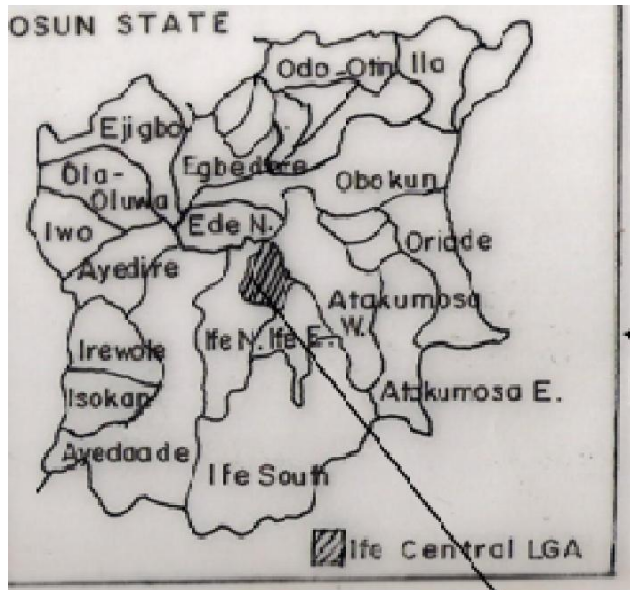 OSUN STATE
Odo-Otin
Ila
Ejigbo
Egbedore
Ola-
Oluwa
Obokun
Iwo
Ede N.
Oriade
Ayedire
Atakumosa
W.
Irewole
Ife N.
Ife E.
Isokan
Atakumosa E.
Ayedaade
Ife South
Ife Central LGA